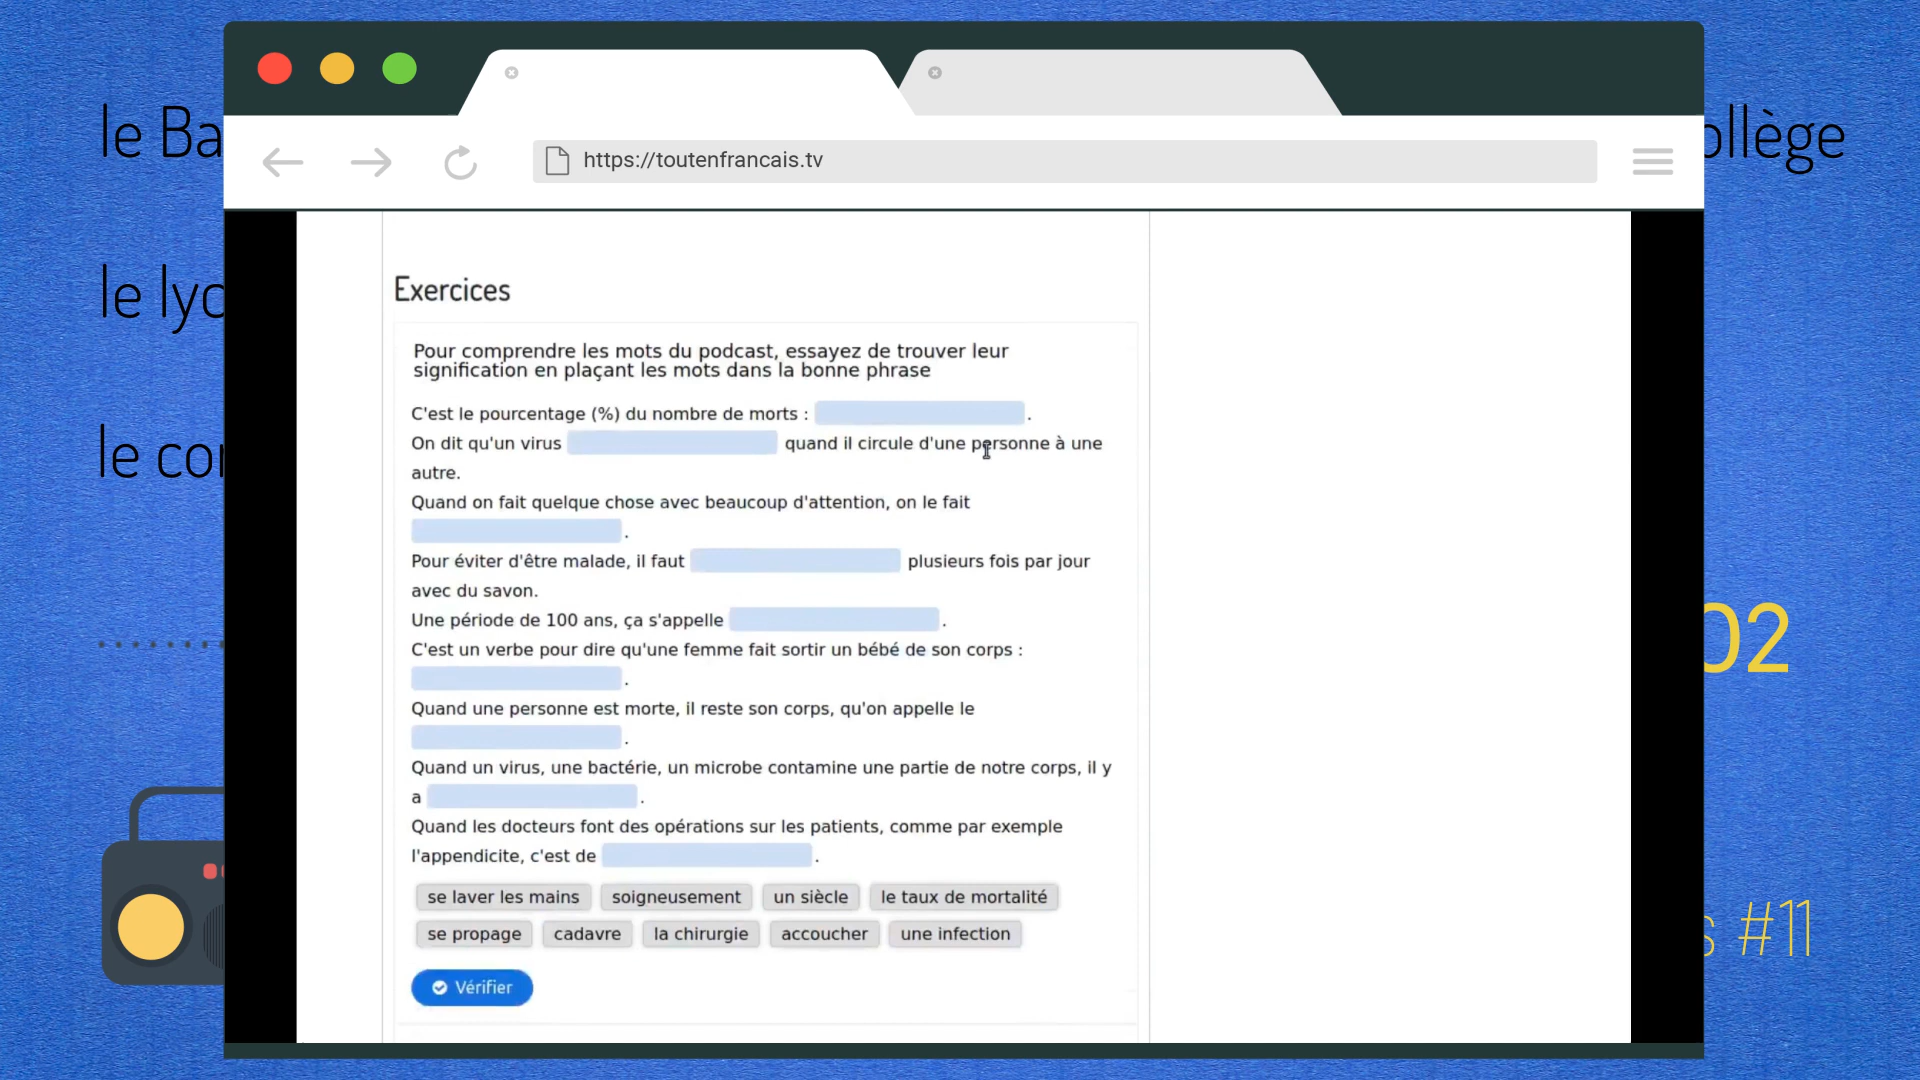 https://toutenfrancais.tv
le Ba
ollège
le lyc
le co
02
s #11
Exercices
Pour comprendre les mots du podcast, essayez de trouver leur
signification en plaçant les mots dans la bonne phrase
C'est le pourcentage (%) du nombre de morts : .
On dit qu'un virus quand il circule d'une personne à une
autre.
Quand on fait quelque chose avec beaucoup d'attention, on le fait
.
Pour éviter d'être malade, il faut plusieurs fois par jour
avec du savon.
Une période de 100 ans, ça s'appelle .
C'est un verbe pour dire qu'une femme fait sortir un bébé de son corps :
.
Quand une personne est morte, il reste son corps, qu'on appelle le
.
Quand un virus, une bactérie, un microbe contamine une partie de notre corps, il y
a .
Quand les docteurs font des opérations sur les patients, comme par exemple
l'appendicite, c'est de .
se laver les mains soigneusement un siècle le taux de mortalité
se propage cadavre la chirurgie accoucher une infection
Vérifier